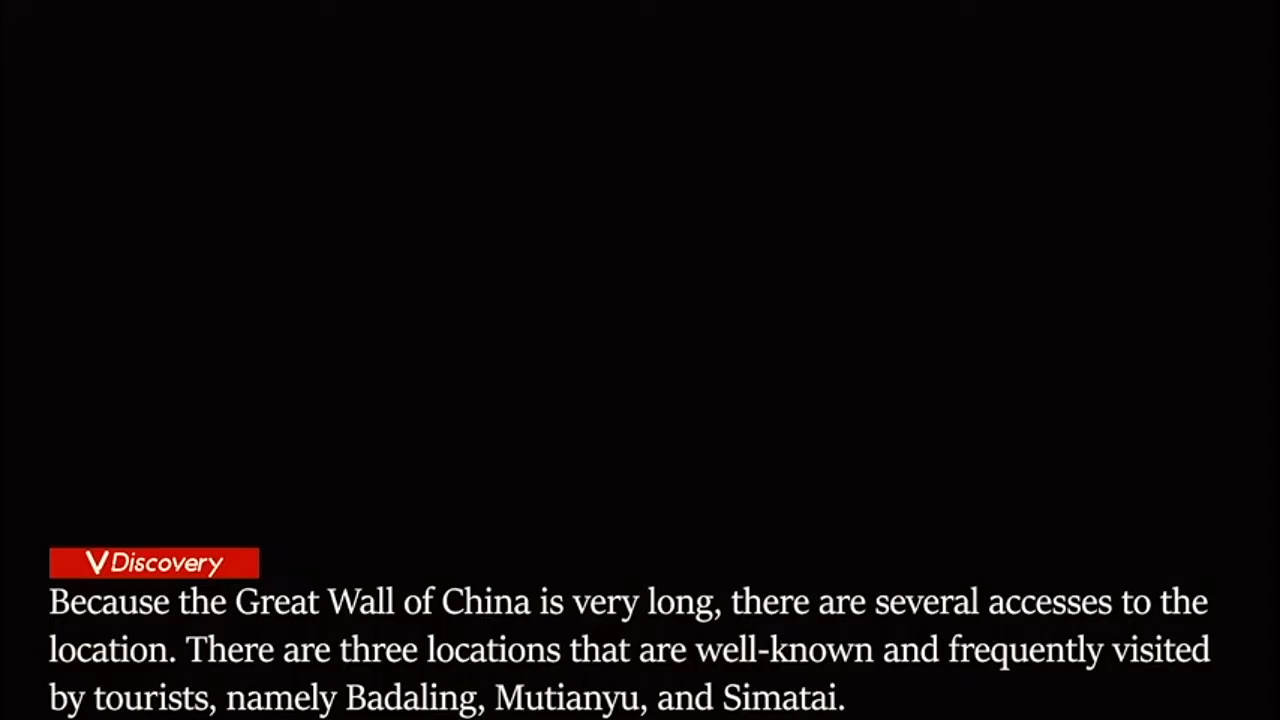 V Discovery
Because the Great Wall of China is very long, there are several accesses to the
location. There are three locations that are well-known and frequently visited
by tourists, namely Badaling, Mutianyu, and Simatai.